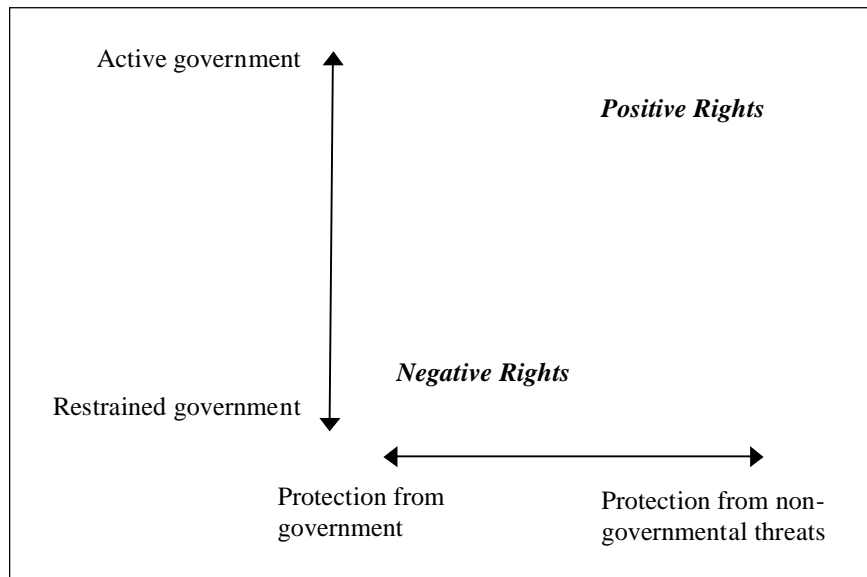 Active government
Positive Rights
Negative Rights
Restrained government
Protection from
government
Protection from non-
governmental threats